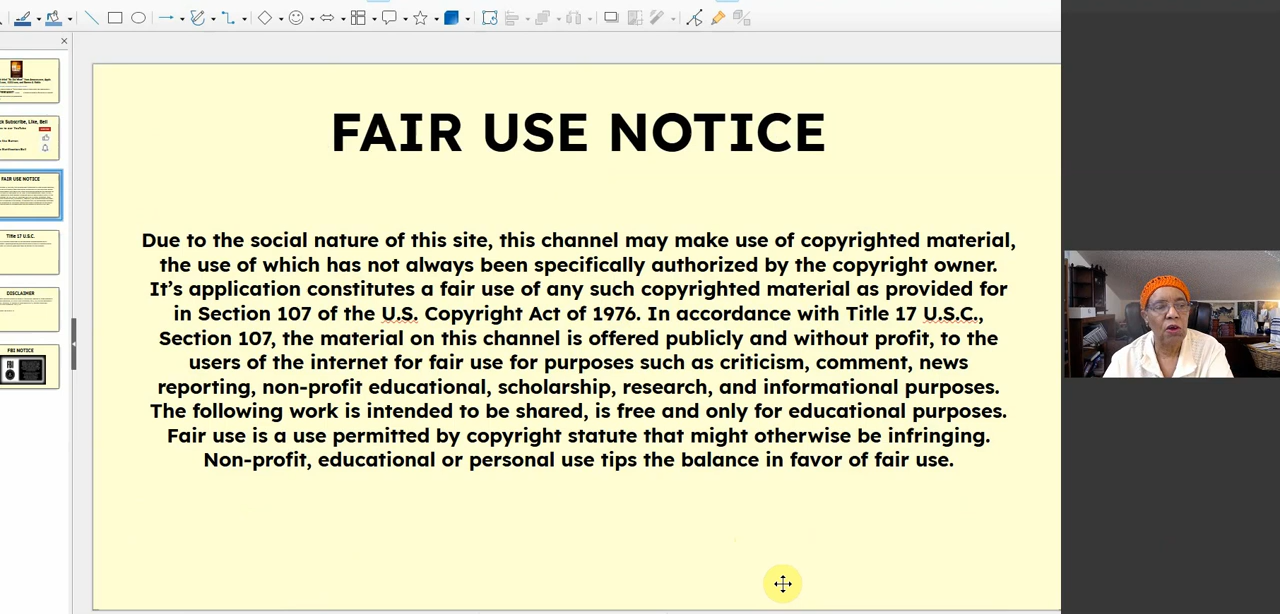 FAIR USE NOTICE
Due to the social nature of this site, this channel may make use of copyrighted material,
the use of which has not always been specifically authorized by the copyright owner.
It's application constitutes a fair use of any such copyrighted material as provided for
in Section 107 of the U.S. Copyright Act of 1976. In accordance with Title 17 U.S.C.,
Section 107, the material on this channel is offered publicly and without profit, to the
users of the internet for fair use for purposes such as criticism, comment, news
reporting, non-profit educational, scholarship, research, and informational purposes.
The following work is intended to be shared, is free and only for educational purposes.
Fair use is a use permitted by copyright statute that might otherwise be infringing.
Non-profit, educational or personal use tips the balance in favor of fair use.
Subscribe, Like, Bell
FAIR USE NOTICE
Title 17 U.S.C.
DISCLAIMER
FBI NOTICE